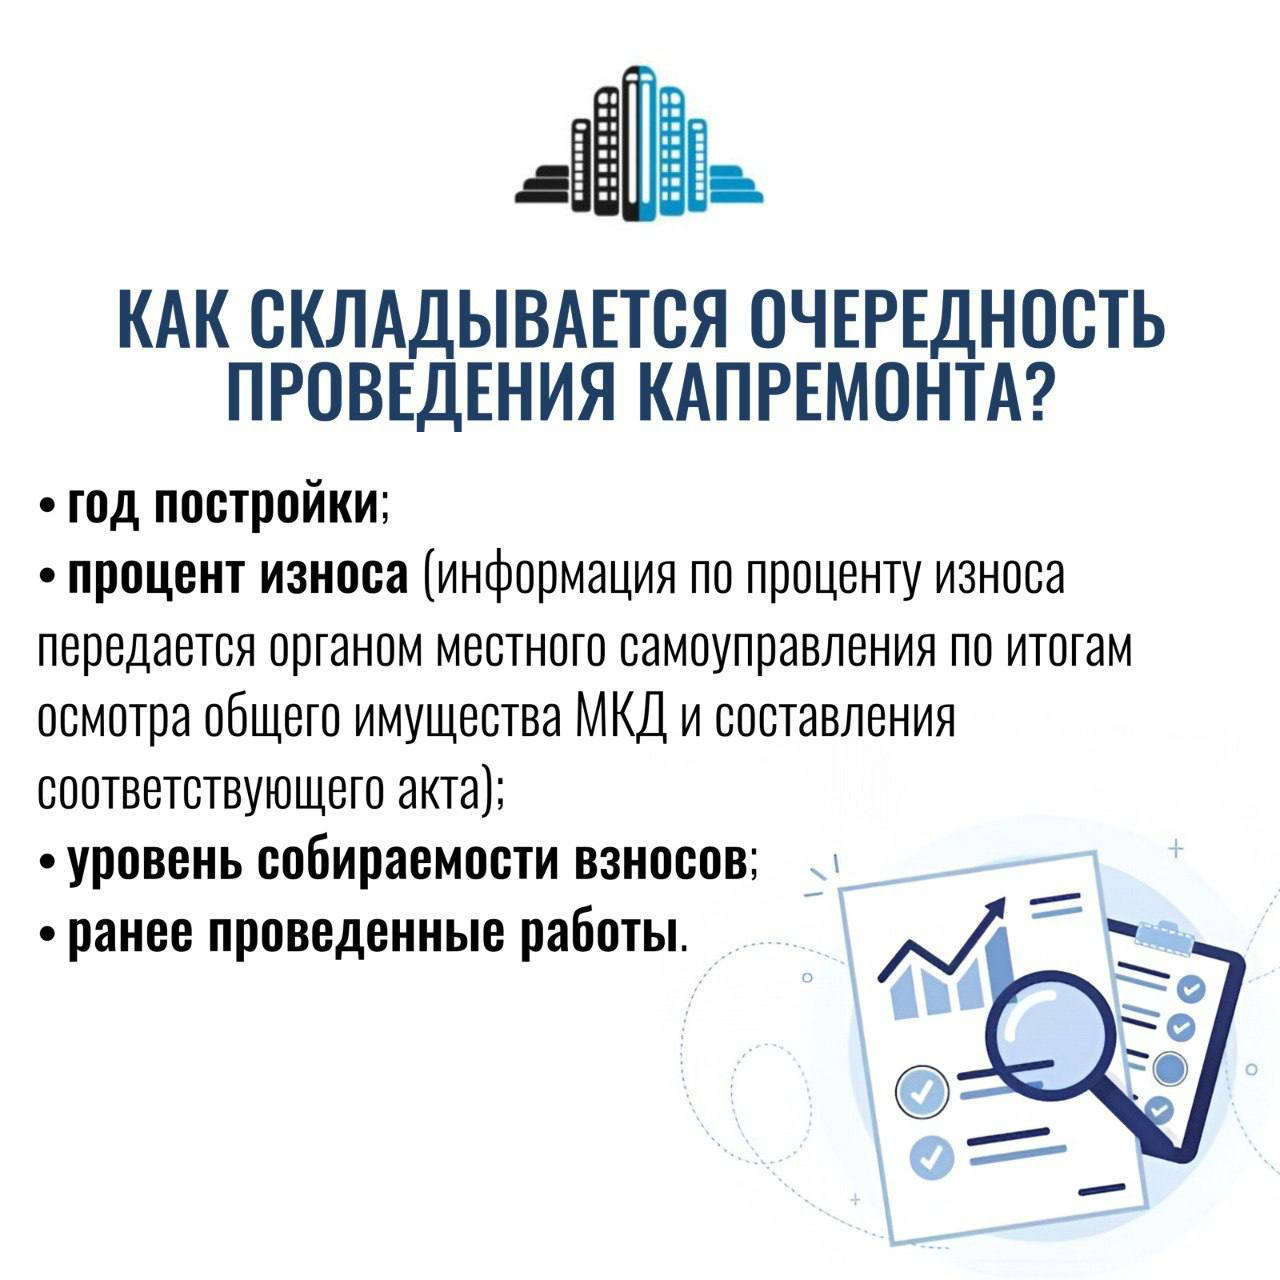 КАК СКЛАДЫВАЕТСЯ ОЧЕРЕДНОСТЬ
ПРОВЕДЕНИЯ КАПРЕМОНТА?
• год постройки;
• процент износа (информация по проценту износа
передается органом местного самоуправления по итогам
осмотра общего имущества МКД и составления
соответствующего акта);
• уровень собираемости взносов;
• ранее проведенные работы.